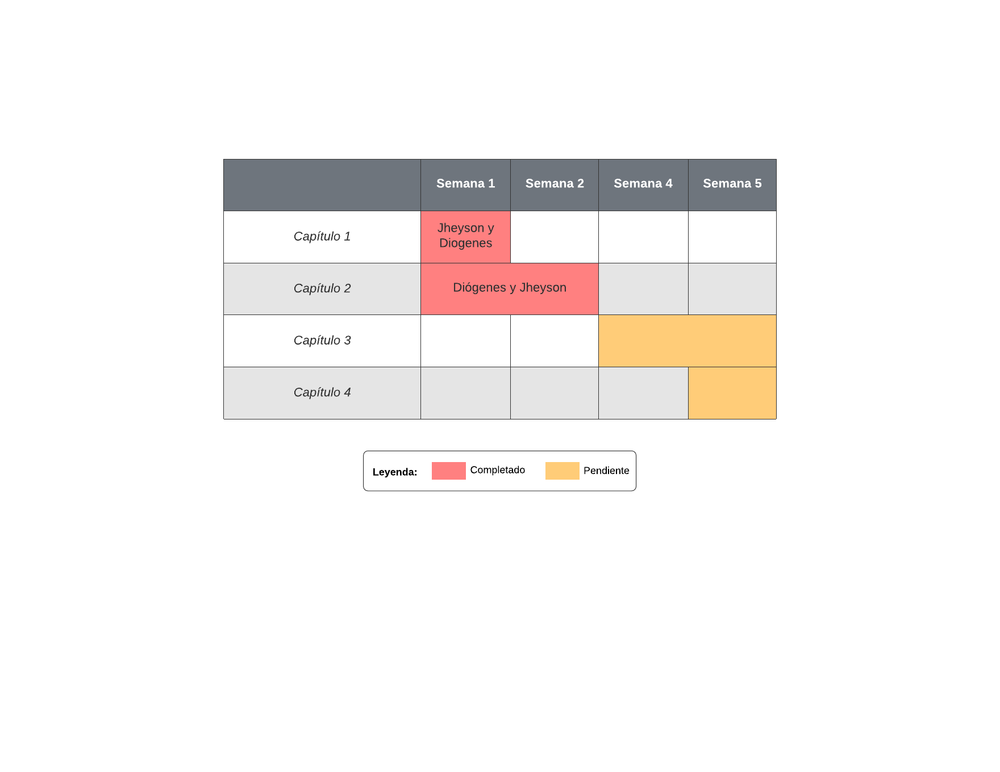 Semana 1 Semana 2 Semana 4 Semana 5
Capítulo 1
Jheyson y
Diogenes
Capítulo 2
Diógenes y Jheyson
Capítulo 3
Capítulo 4
Leyenda: Completado Pendiente